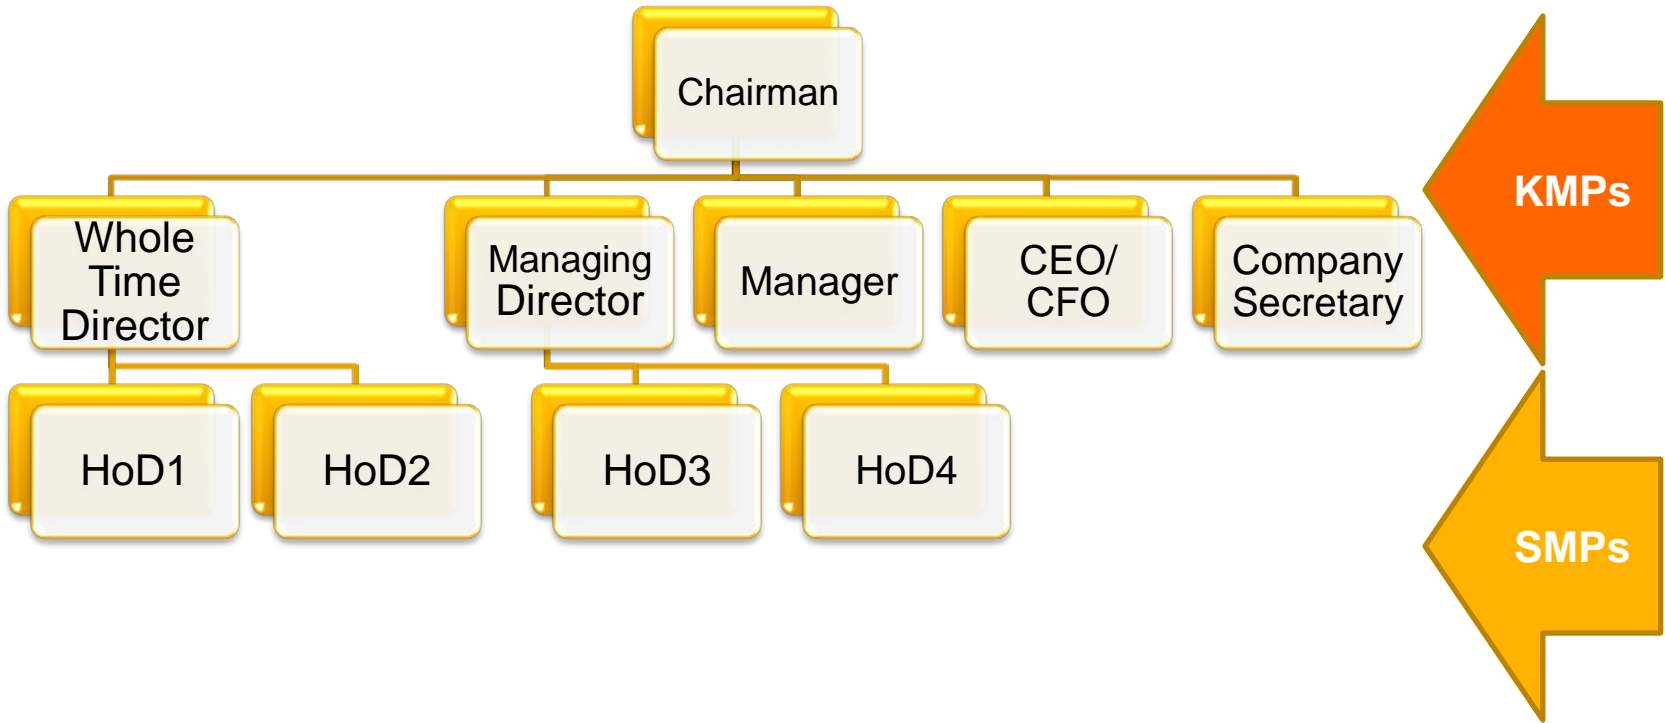 Chairman
KMPs
Whole
Time
Director
Managing
Director
Manager
CEO/
CFO
Company
Secretary
HoD1
HoD2
HoD3
HoD4
SMPs